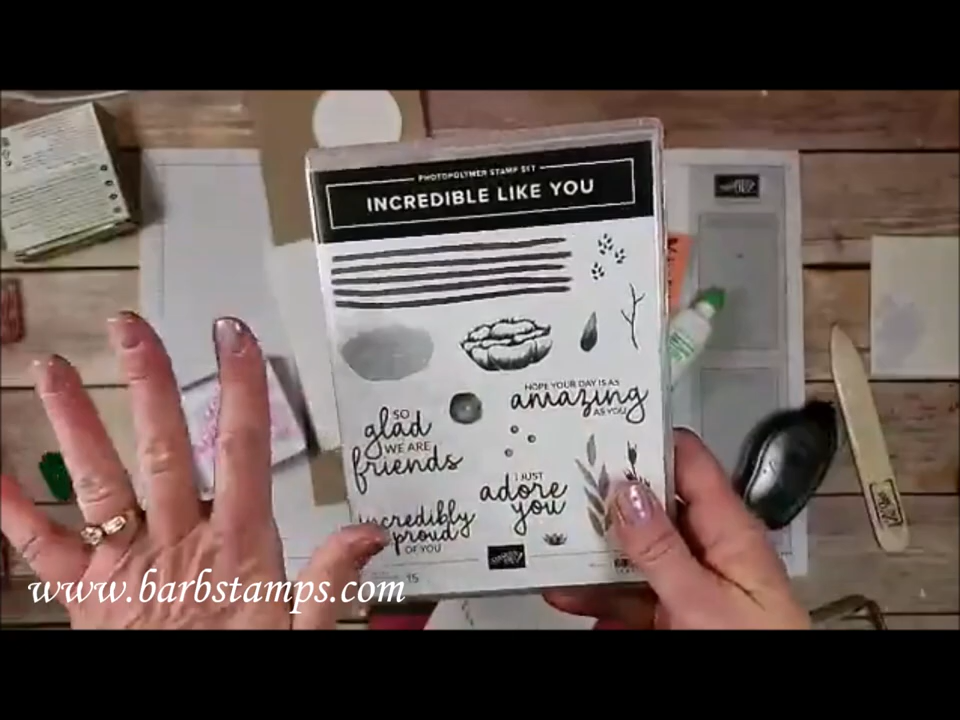 PHOTOPOLYMER STAMP SET
INCREDIBLE LIKE YOU
HOPE YOUR DAY IS AS
amazing
AS YOU
SO
glad
WE ARE
friends
I JUST
adore
you
incredibly
proud
OF YOU
15
www.barbstamps.com